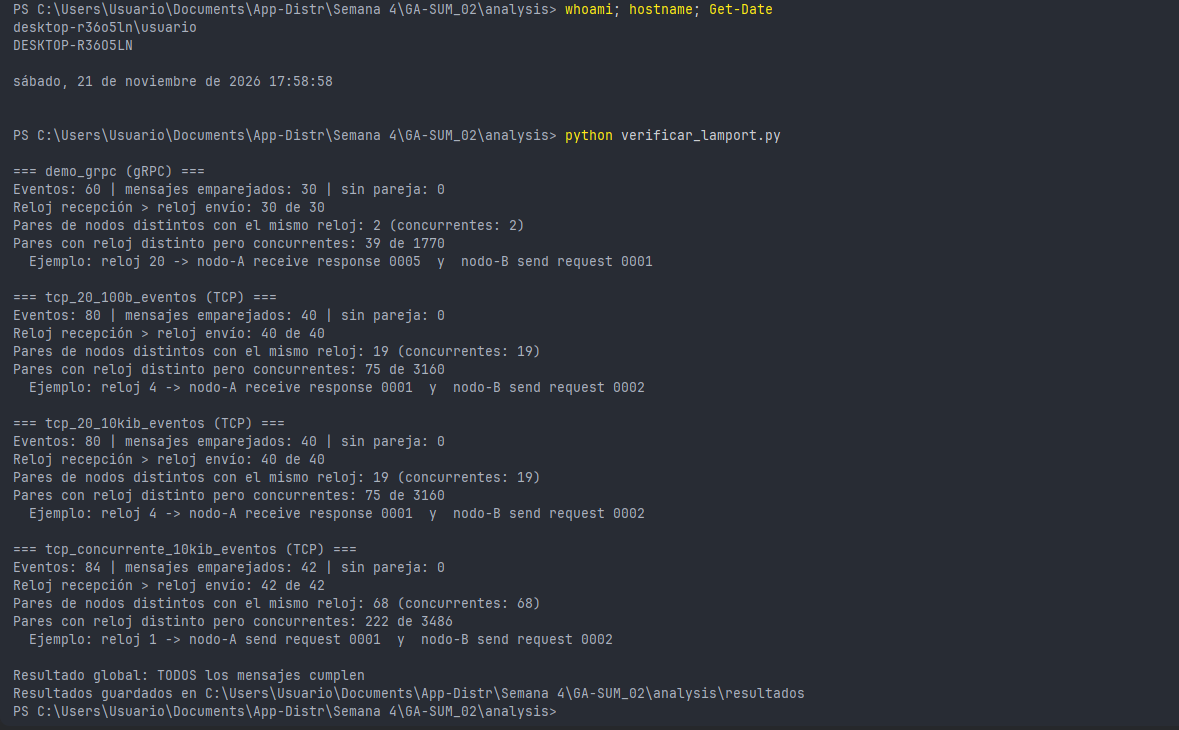 PS C:\Users\Usuario\Documents\App-Distr\Semana 4\GA-SUM_02\analysis> whoami; hostname; Get-Date
desktop-r36o5ln\usuario
DESKTOP-R36O5LN
sábado, 21 de noviembre de 2026 17:58:58
PS C:\Users\Usuario\Documents\App-Distr\Semana 4\GA-SUM_02\analysis> python verificar_lamport.py
=== demo_grpc (gRPC) ===
Eventos: 60 | mensajes emparejados: 30 | sin pareja: 0
Reloj recepción > reloj envío: 30 de 30
Pares de nodos distintos con el mismo reloj: 2 (concurrentes: 2)
Pares con reloj distinto pero concurrentes: 39 de 1770
  Ejemplo: reloj 20 -> nodo-A receive response 0005  y  nodo-B send request 0001
=== tcp_20_100b_eventos (TCP) ===
Eventos: 80 | mensajes emparejados: 40 | sin pareja: 0
Reloj recepción > reloj envío: 40 de 40
Pares de nodos distintos con el mismo reloj: 19 (concurrentes: 19)
Pares con reloj distinto pero concurrentes: 75 de 3160
  Ejemplo: reloj 4 -> nodo-A receive response 0001  y  nodo-B send request 0002
=== tcp_20_10kib_eventos (TCP) ===
Eventos: 80 | mensajes emparejados: 40 | sin pareja: 0
Reloj recepción > reloj envío: 40 de 40
Pares de nodos distintos con el mismo reloj: 19 (concurrentes: 19)
Pares con reloj distinto pero concurrentes: 75 de 3160
  Ejemplo: reloj 4 -> nodo-A receive response 0001  y  nodo-B send request 0002
=== tcp_concurrente_10kib_eventos (TCP) ===
Eventos: 84 | mensajes emparejados: 42 | sin pareja: 0
Reloj recepción > reloj envío: 42 de 42
Pares de nodos distintos con el mismo reloj: 68 (concurrentes: 68)
Pares con reloj distinto pero concurrentes: 222 de 3486
  Ejemplo: reloj 1 -> nodo-A send request 0001  y  nodo-B send request 0002
Resultado global: TODOS los mensajes cumplen
Resultados guardados en C:\Users\Usuario\Documents\App-Distr\Semana 4\GA-SUM_02\analysis\resultados
PS C:\Users\Usuario\Documents\App-Distr\Semana 4\GA-SUM_02\analysis>